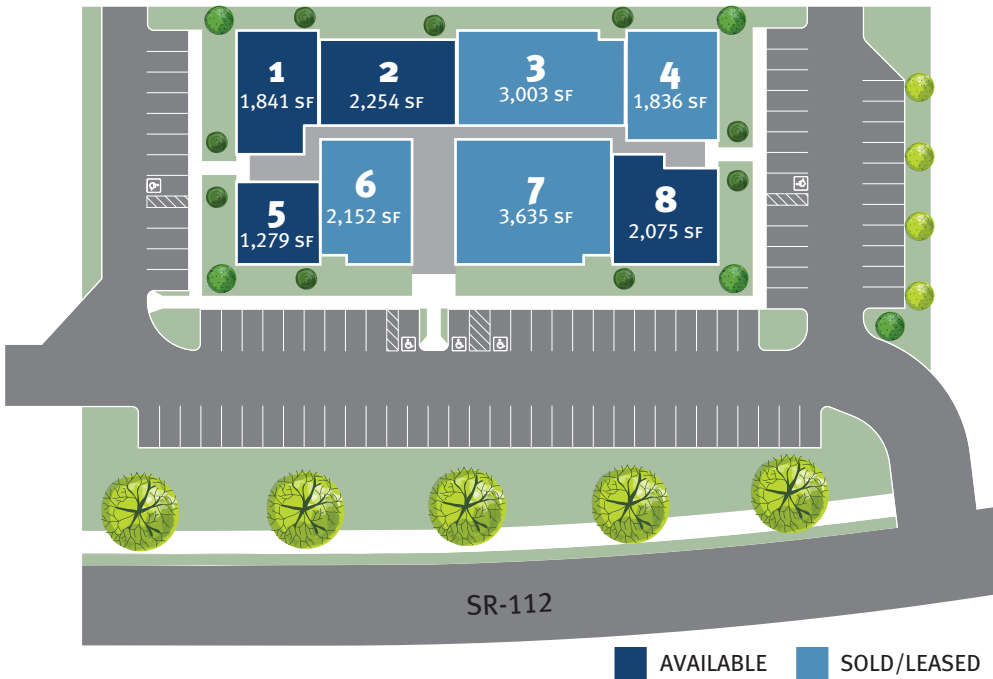 1
1,841 SF
2
2,254 SF
3
3,003 SF
4
1,836 SF
5
1,279 SF
6
2,152 SF
7
3,635 SF
8
2,075 SF
SR-112
AVAILABLE
SOLD/LEASED